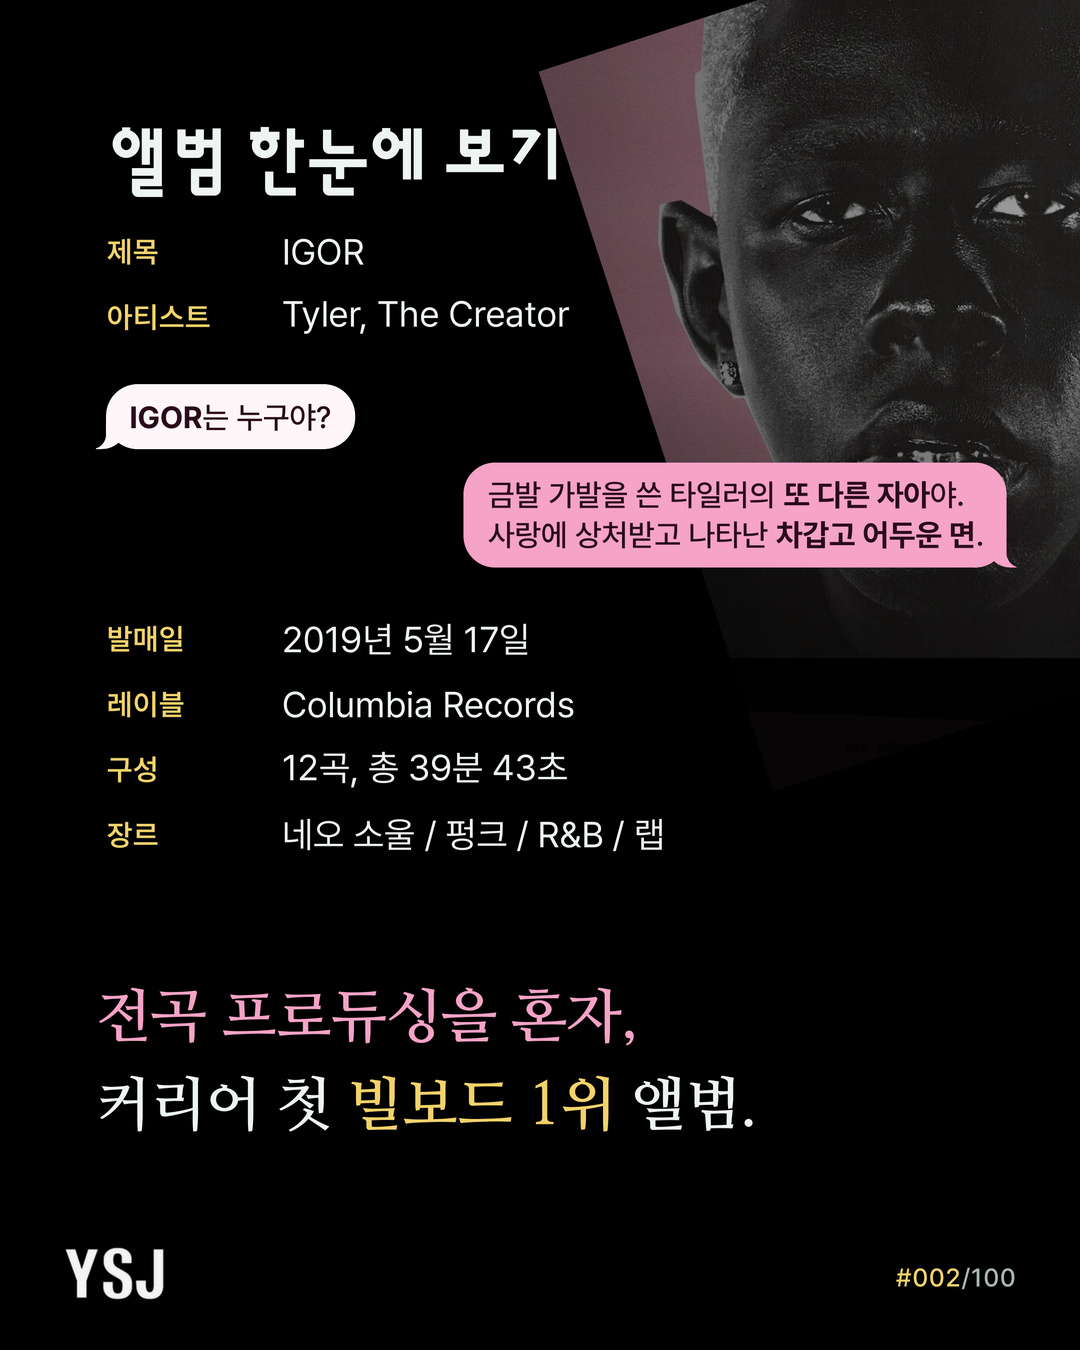 앨범 한눈에 보기
제목 IGOR
아티스트 Tyler, The Creator
IGOR는 누구야?
금발 가발을 쓴 타일러의 또 다른 자아야.
사랑에 상처받고 나타난 차갑고 어두운 면.
발매일 2019년 5월 17일
레이블 Columbia Records
구성 12곡, 총 39분 43초
장르 네오 소울 / 펑크 / R&B / 랩
전곡 프로듀싱을 혼자,
커리어 첫 빌보드 1위 앨범.
YSJ
#002/100